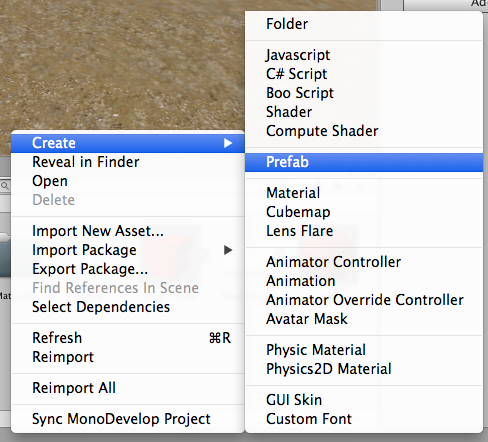 Ad
Create
Reveal in Finder
Open
Delete
Import New Asset...
Import Package
Export Package...
Find References In Scene
Select Dependencies
Refresh ⌘R
Reimport
Reimport All
Sync MonoDevelop Project
Folder
Javascript
C# Script
Boo Script
Shader
Compute Shader
Prefab
Material
Cubemap
Lens Flare
Animator Controller
Animation
Animator Override Controller
Avatar Mask
Physic Material
Physics2D Material
GUI Skin
Custom Font